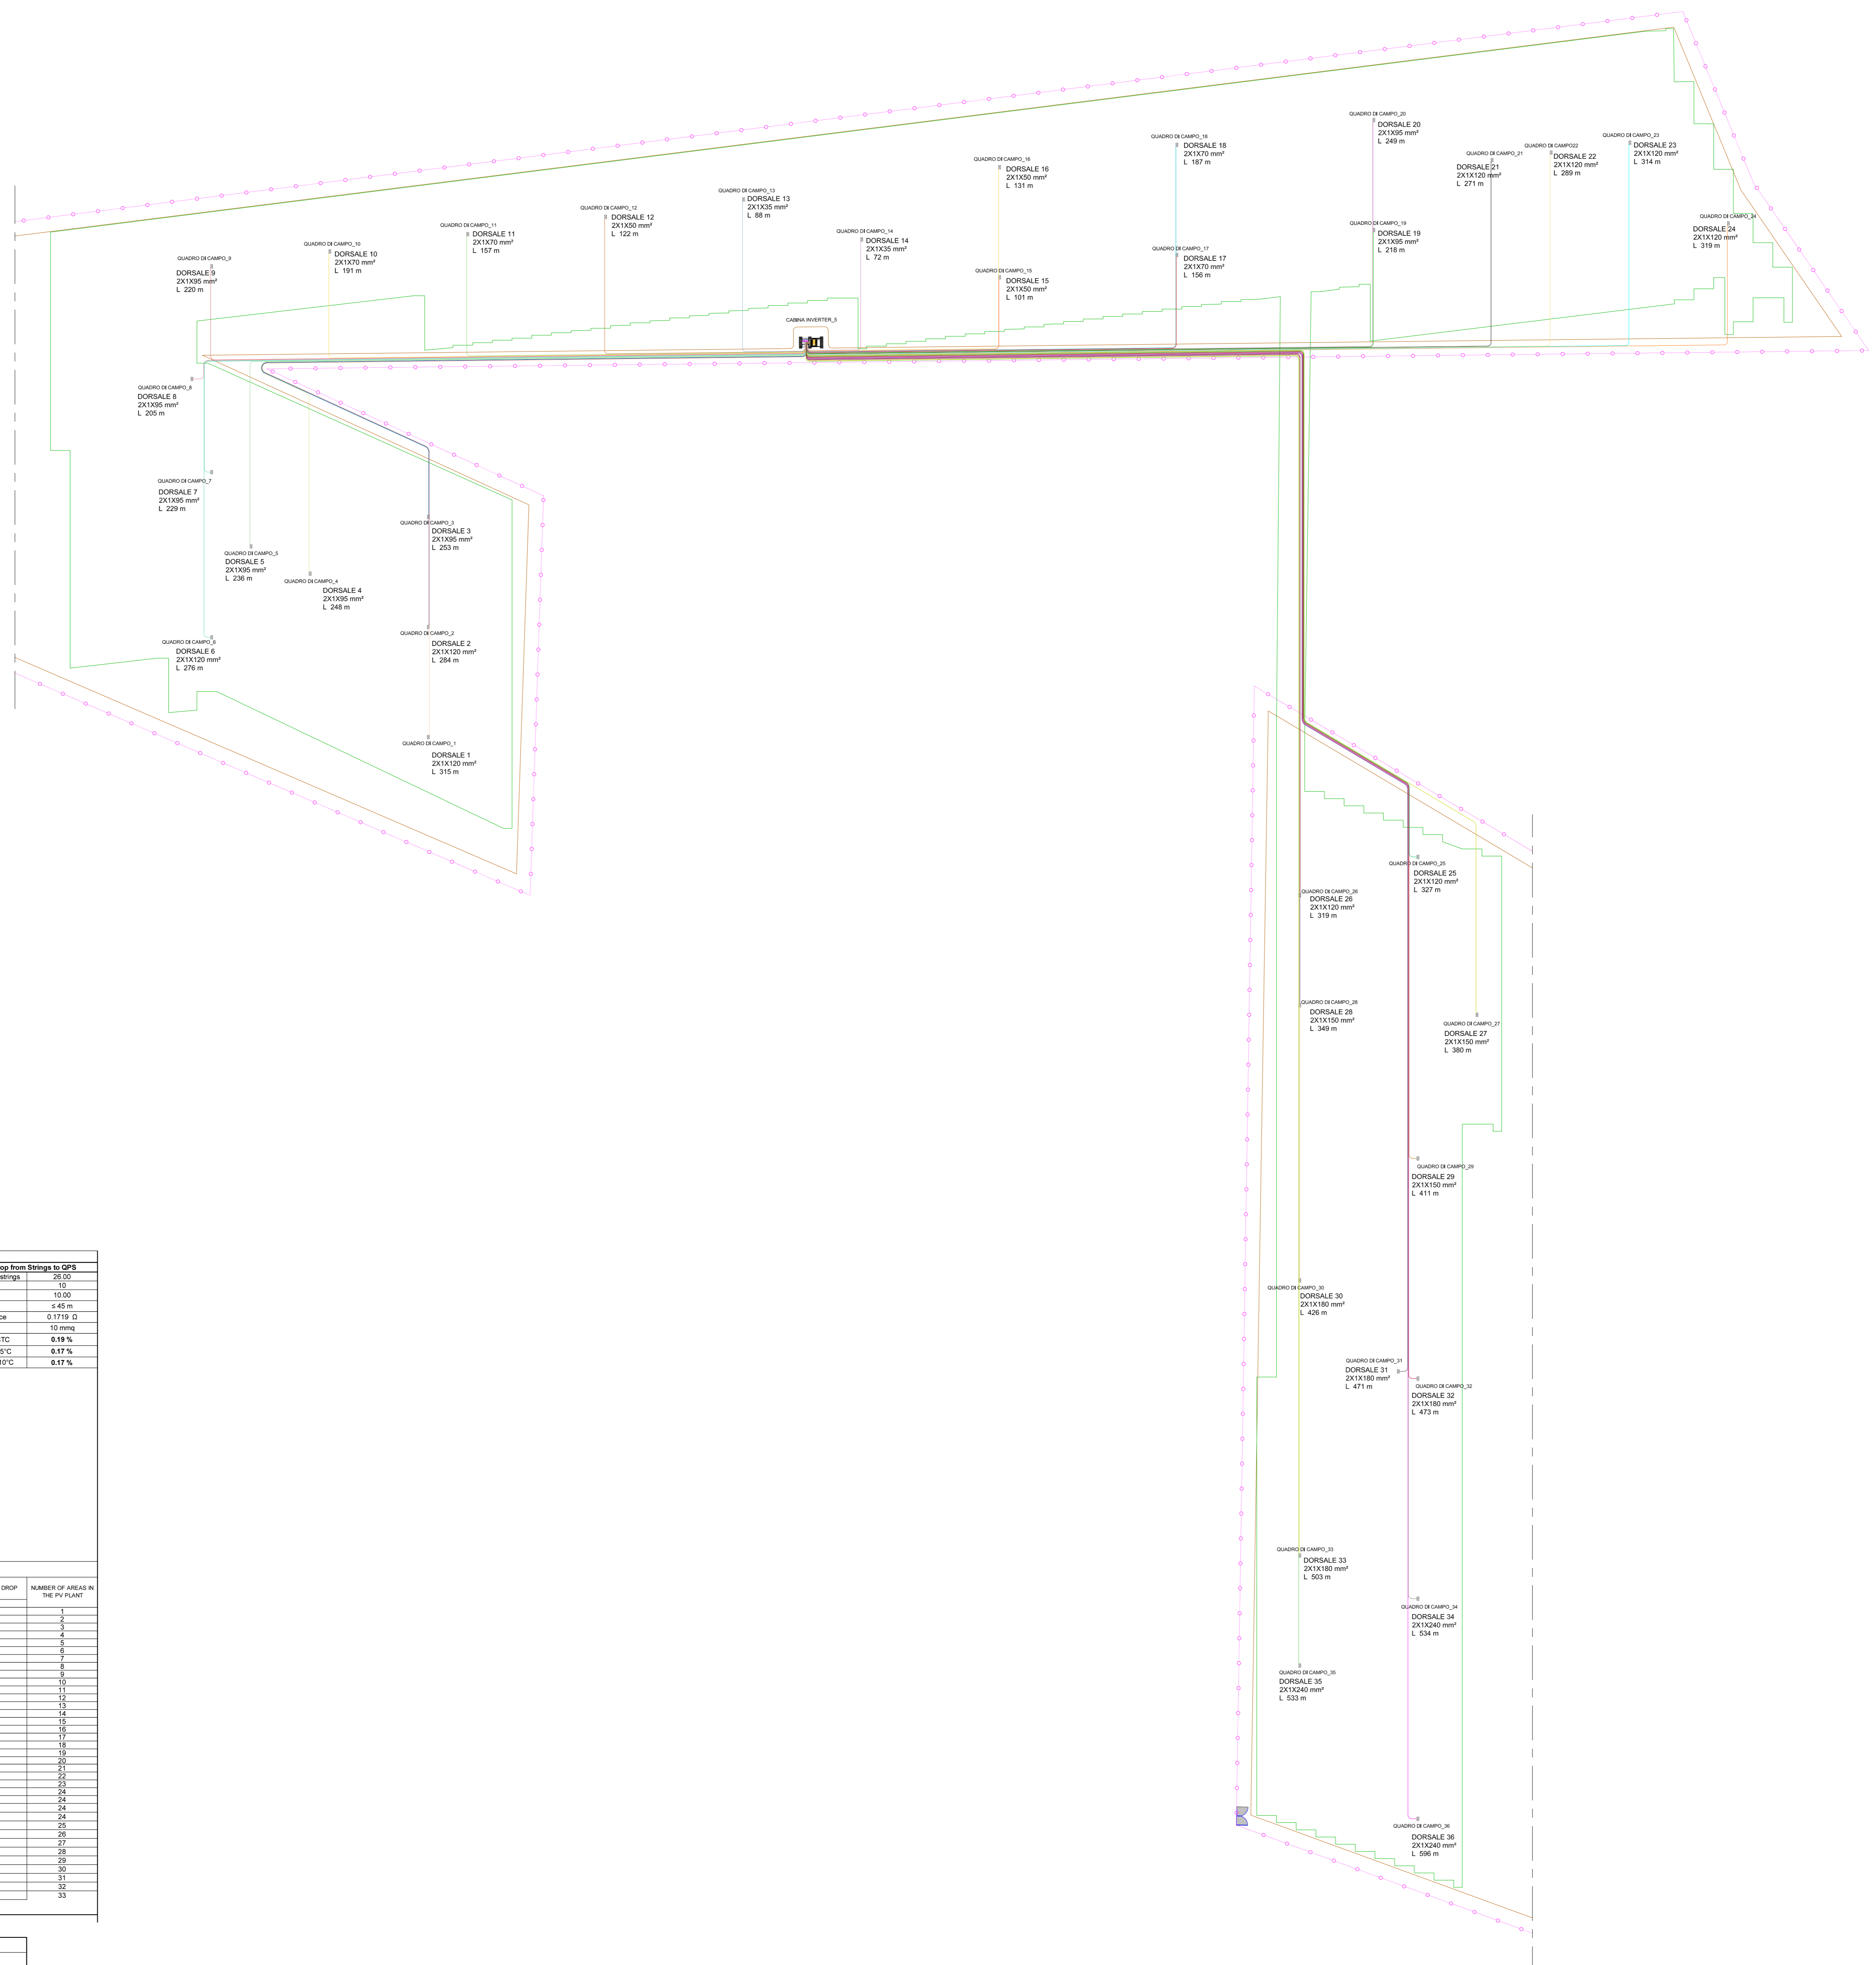 QUADRO DI CAMPO_20
DORSALE 20
2X1X95 mm²
L  249 m
QUADRO DI CAMPO_18
DORSALE 18
2X1X70 mm²
L  187 m
QUADRO DI CAMPO_23
DORSALE 23
2X1X120 mm²
L  314 m
QUADRO DI CAMPO22
DORSALE 22
2X1X120 mm²
L  289 m
QUADRO DI CAMPO_21
DORSALE 21
2X1X120 mm²
L  271 m
QUADRO DI CAMPO_16
DORSALE 16
2X1X50 mm²
L  131 m
QUADRO DI CAMPO_13
DORSALE 13
2X1X35 mm²
L  88 m
QUADRO DI CAMPO_12
DORSALE 12
2X1X50 mm²
L  122 m
QUADRO DI CAMPO_11
DORSALE 11
2X1X70 mm²
L  157 m
QUADRO DI CAMPO_14
DORSALE 14
2X1X35 mm²
L  72 m
QUADRO DI CAMPO_19
DORSALE 19
2X1X95 mm²
L  218 m
QUADRO DI CAMPO_24
DORSALE 24
2X1X120 mm²
L  319 m
QUADRO DI CAMPO_10
DORSALE 10
2X1X70 mm²
L  191 m
QUADRO DI CAMPO_17
DORSALE 17
2X1X70 mm²
L  156 m
QUADRO DI CAMPO_9
DORSALE 9
2X1X95 mm²
L  220 m
QUADRO DI CAMPO_15
DORSALE 15
2X1X50 mm²
L  101 m
CABINA INVERTER_5
QUADRO DI CAMPO_8
DORSALE 8
2X1X95 mm²
L  205 m
QUADRO DI CAMPO_7
DORSALE 7
2X1X95 mm²
L  229 m
QUADRO DI CAMPO_3
DORSALE 3
2X1X95 mm²
L  253 m
QUADRO DI CAMPO_5
DORSALE 5
2X1X95 mm²
L  236 m
QUADRO DI CAMPO_4
DORSALE 4
2X1X95 mm²
L  248 m
QUADRO DI CAMPO_2
DORSALE 2
2X1X120 mm²
L  284 m
QUADRO DI CAMPO_6
DORSALE 6
2X1X120 mm²
L  276 m
QUADRO DI CAMPO_1
DORSALE 1
2X1X120 mm²
L  315 m
QUADRO DI CAMPO_25
DORSALE 25
2X1X120 mm²
L  327 m
QUADRO DI CAMPO_26
DORSALE 26
2X1X120 mm²
L  319 m
QUADRO DI CAMPO_28
DORSALE 28
2X1X150 mm²
L  349 m
QUADRO DI CAMPO_27
DORSALE 27
2X1X150 mm²
L  380 m
QUADRO DI CAMPO_29
DORSALE 29
2X1X150 mm²
L  411 m
QUADRO DI CAMPO_30
DORSALE 30
2X1X180 mm²
L  426 m
QUADRO DI CAMPO_31
DORSALE 31
2X1X180 mm²
L  471 m
QUADRO DI CAMPO_32
DORSALE 32
2X1X180 mm²
L  473 m
QUADRO DI CAMPO_33
DORSALE 33
2X1X180 mm²
L  503 m
QUADRO DI CAMPO_34
DORSALE 34
2X1X240 mm²
L  534 m
QUADRO DI CAMPO_35
DORSALE 35
2X1X240 mm²
L  533 m
QUADRO DI CAMPO_36
DORSALE 36
2X1X240 mm²
L  596 m
op from Strings to QPS
strings 26.00
10
10.00
≤ 45 m
ce 0.1719 Ω
10 mmq
STC 0.19 %
5°C 0.17 %
10°C 0.17 %
DROP
NUMBER OF AREAS IN
THE PV PLANT
1
2
3
4
5
6
7
8
9
10
11
12
13
14
15
16
17
18
19
20
21
22
23
24
24
24
24
25
26
27
28
29
30
31
32
33